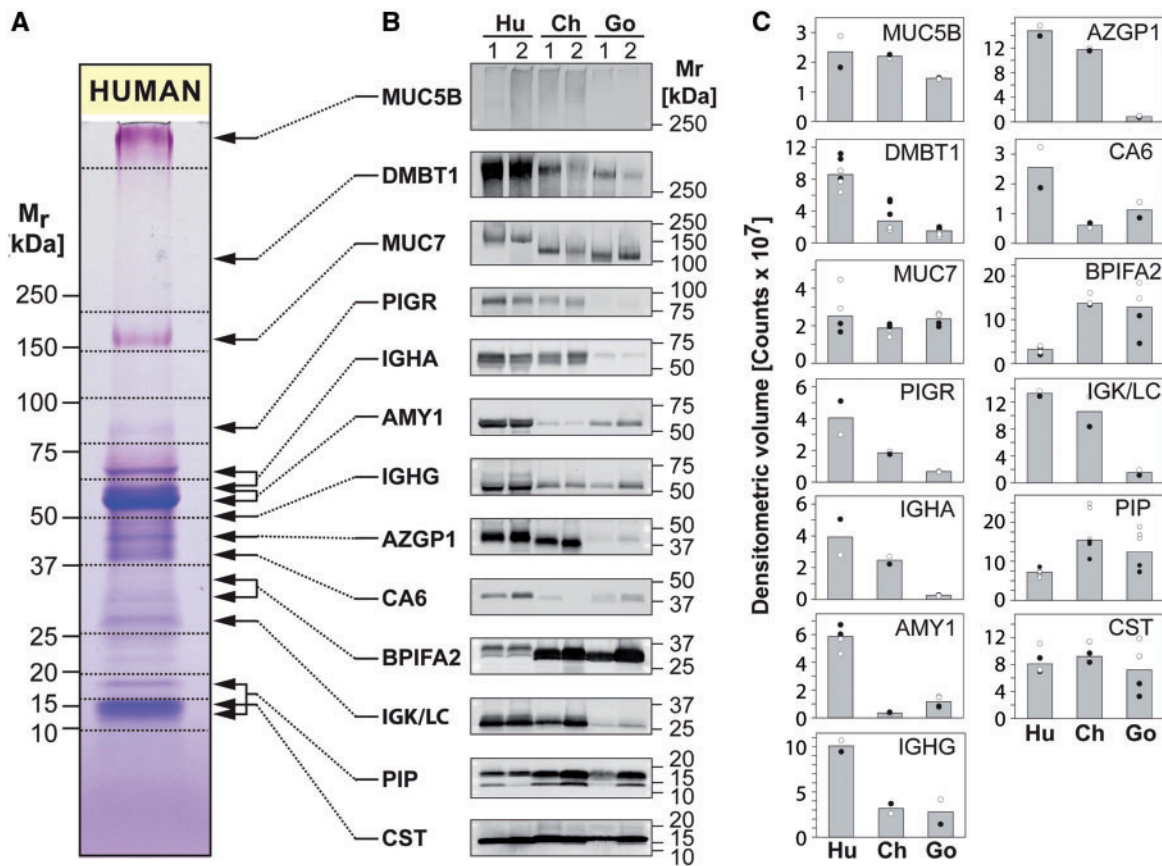 A
HUMAN
Mr
[kDa]
250
150
100
75
50
37
25
20
15
10
B
Hu Ch Go
1 2 1 2 1 2
Mr
[kDa]
MUC5B
250
DMBT1
250
MUC7
250
150
100
PIGR
100
75
IGHA
75
50
AMY1
75
50
IGHG
75
50
AZGP1
50
37
CA6
50
37
BPIFA2
37
25
IGK/LC
37
25
PIP
20
15
10
CST
20
15
10
C
Densitometric volume [Counts x 10⁷]
MUC5B
3
2
1
0
DMBT1
12
8
4
0
MUC7
6
4
2
0
PIGR
6
4
2
0
IGHA
6
4
2
0
AMY1
6
4
2
0
IGHG
10
5
0
Hu Ch Go
AZGP1
12
8
4
0
CA6
3
2
1
0
BPIFA2
20
10
0
IGK/LC
12
8
4
0
PIP
20
10
0
CST
12
8
4
0
Hu Ch Go